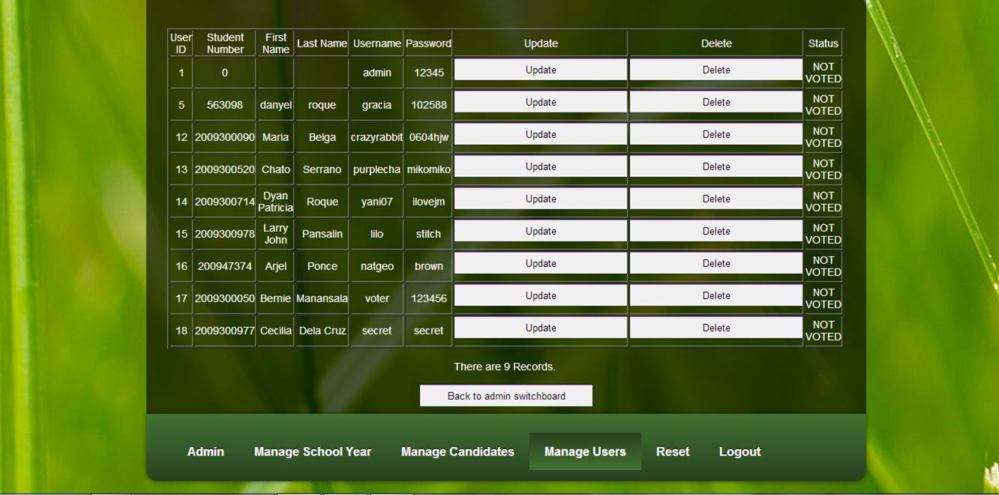 User ID Student Number First Name Last Name Username Password Update Delete Status
1 0 admin 12345 Update Delete NOT VOTED
5 563098 danyel roque gracia 102588 Update Delete NOT VOTED
12 2009300090 Maria Belga crazyrabbit 0604hjw Update Delete NOT VOTED
13 2009300520 Chato Serrano purplecha mikomiko Update Delete NOT VOTED
14 2009300714 Dyan Patricia Roque yani07 ilovejm Update Delete NOT VOTED
15 2009300978 Larry John Pansalin lilo stitch Update Delete NOT VOTED
16 200947374 Arjel Ponce natgeo brown Update Delete NOT VOTED
17 2009300050 Bernie Manansala voter 123456 Update Delete NOT VOTED
18 2009300977 Cecilia Dela Cruz secret secret Update Delete NOT VOTED
There are 9 Records.
Back to admin switchboard
Admin Manage School Year Manage Candidates Manage Users Reset Logout